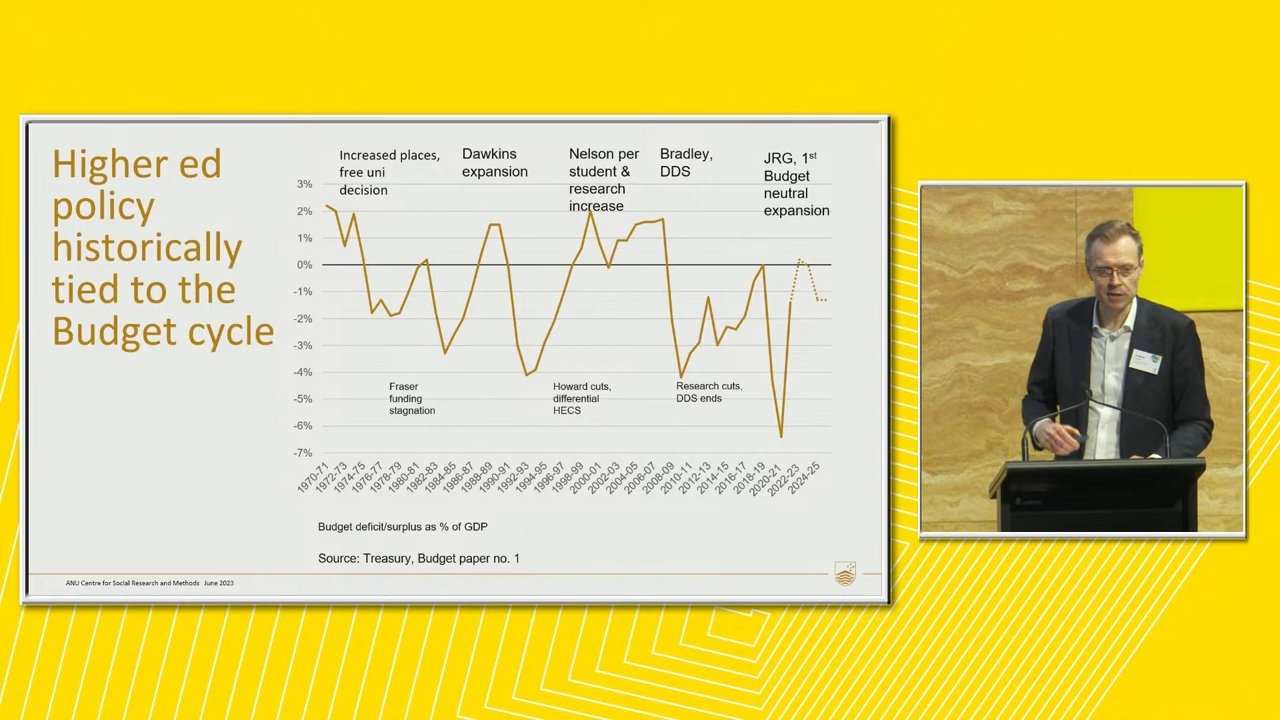 Higher ed
policy
historically
tied to the
Budget cycle
Increased places,
free uni
decision
Dawkins
expansion
Nelson per
student &
research
increase
Bradley,
DDS
JRG, 1st
Budget
neutral
expansion
3%
2%
1%
0%
-1%
-2%
-3%
-4%
-5%
-6%
-7%
Fraser
funding
stagnation
Howard cuts,
differential
HECS
Research cuts,
DDS ends
1970-71
1972-73
1974-75
1976-77
1978-79
1980-81
1982-83
1984-85
1986-87
1988-89
1990-91
1992-93
1994-95
1996-97
1998-99
2000-01
2002-03
2004-05
2006-07
2008-09
2010-11
2012-13
2014-15
2016-17
2018-19
2020-21
2022-23
2024-25
Budget deficit/surplus as % of GDP
Source: Treasury, Budget paper no. 1
ANU Centre for Social Research and Methods June 2023